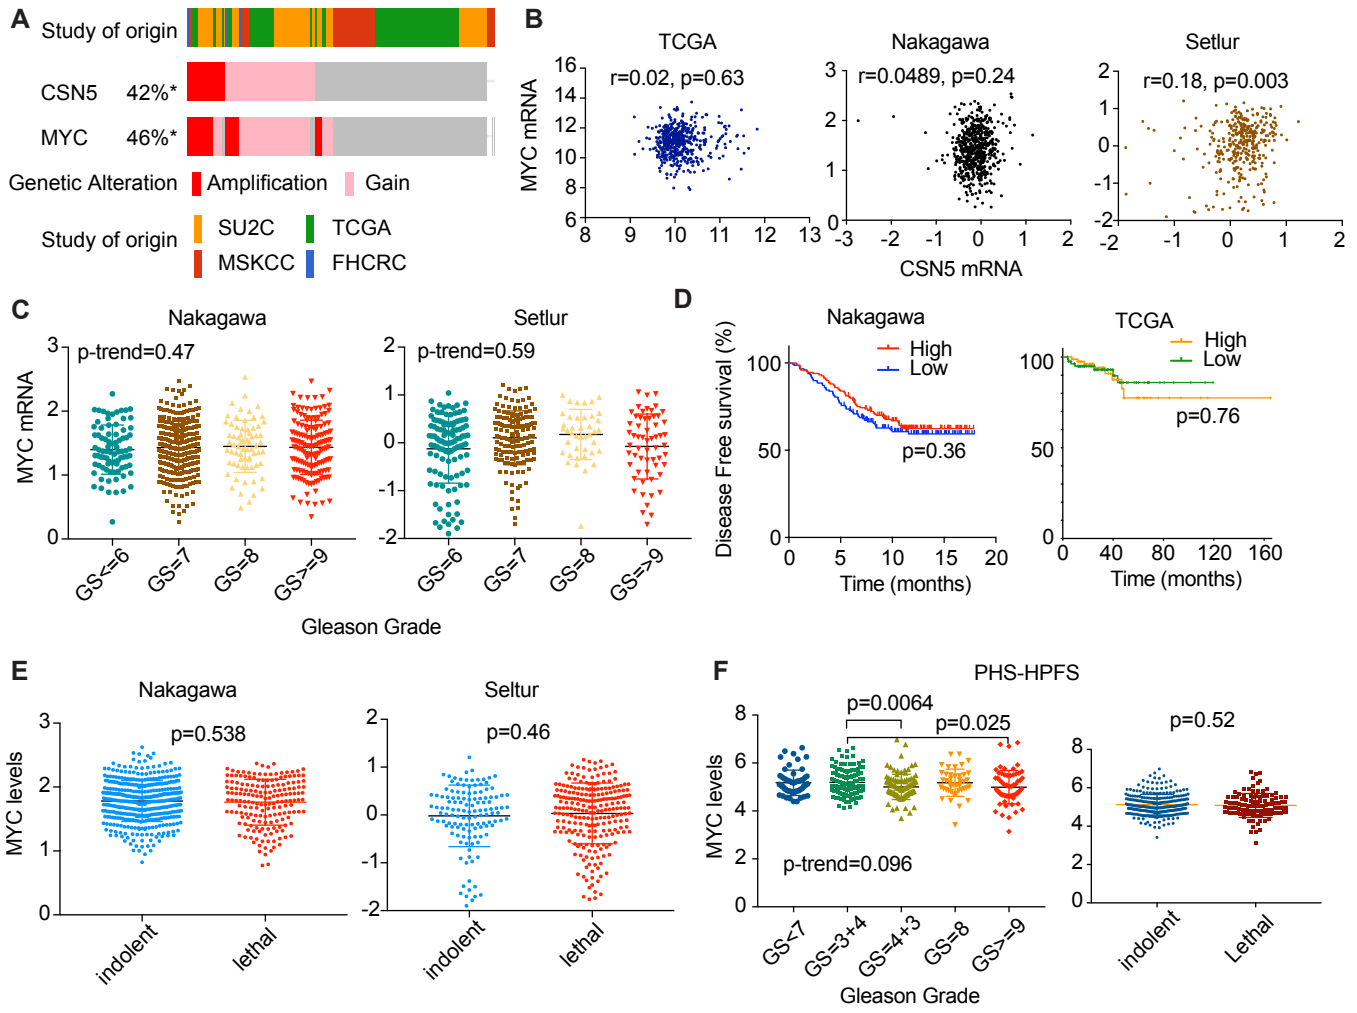 A
Study of origin
CSN5 42%*
MYC 46%*
Genetic Alteration Amplification Gain
Study of origin
SU2C TCGA
MSKCC FHCRC
B
TCGA
r=0.02, p=0.63
MYC mRNA
16
14
12
10
8
6
8 9 10 11 12 13
Nakagawa
r=0.0489, p=0.24
3
2
1
0
-3 -2 -1 0 1 2
CSN5 mRNA
Setlur
r=0.18, p=0.003
2
1
0
-1
-2
-2 -1 0 1 2
C
Nakagawa
p-trend=0.47
MYC mRNA
3
2
1
0
GS<=6 GS=7 GS=8 GS>=9
Setlur
p-trend=0.59
2
1
0
-1
-2
GS=6 GS=7 GS=8 GS=>9
Gleason Grade
D
Nakagawa
High
Low
Disease Free survival (%)
100
50
0
p=0.36
0 5 10 15 20
Time (months)
TCGA
High
Low
100
50
0
p=0.76
0 40 80 120 160
Time (months)
E
Nakagawa
p=0.538
MYC levels
3
2
1
0
indolent lethal
Seltur
p=0.46
2
1
0
-1
-2
indolent lethal
F
PHS-HPFS
p=0.0064
p=0.025
MYC levels
8
6
4
2
0
p-trend=0.096
GS<7 GS=3+4 GS=4+3 GS=8 GS>=9
Gleason Grade
p=0.52
8
6
4
2
0
indolent Lethal